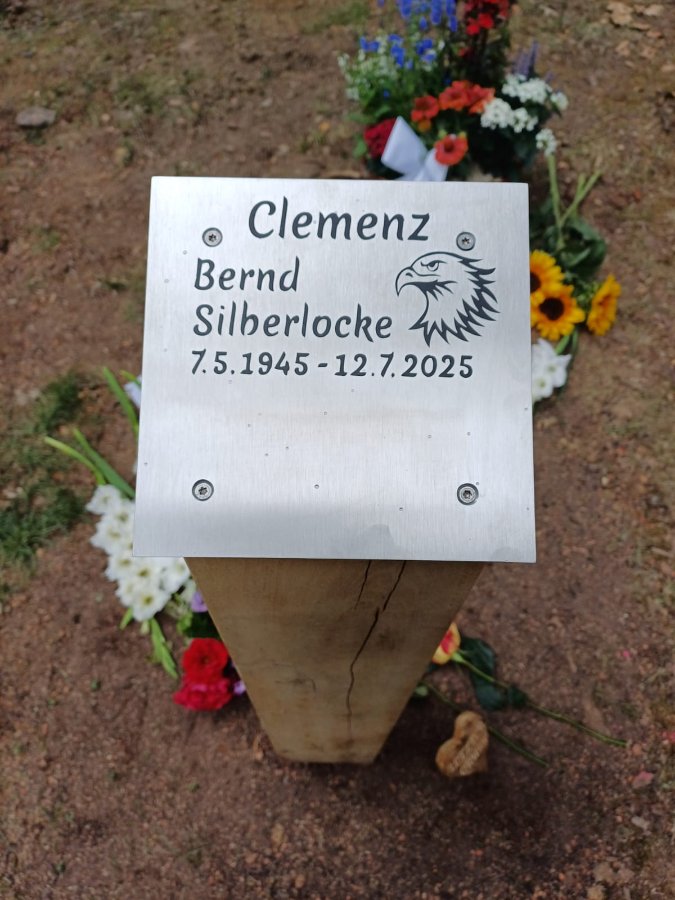 Clemenz
Bernd
Silberlocke
7.5.1945 - 12.7.2025